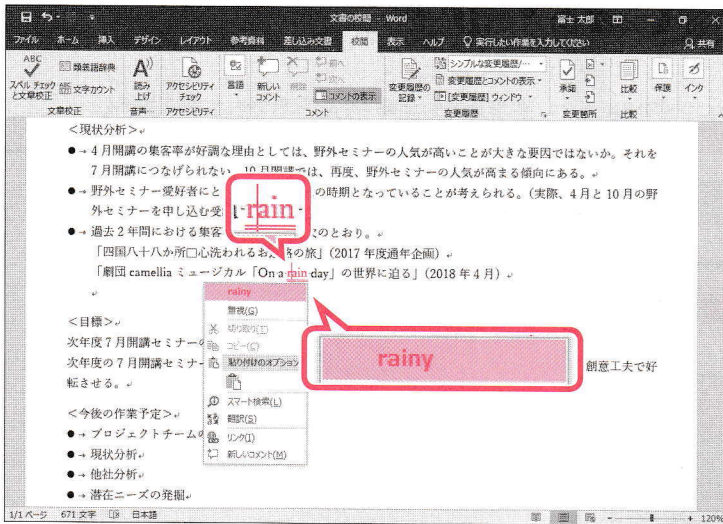 文書の校閲 - Word
富士 太郎
ファイル ホーム 挿入 デザイン レイアウト 参考資料 差し込み文書 校閲 表示 ヘルプ 実行したい作業を入力してください 共有
ABC
スペル チェックと文章校正
類義語辞典
文字カウント
文章校正
A
読み上げ
音声
アクセシビリティチェック
アクセシビリティ
言語
新しいコメント
削除
前へ
次へ
コメントの表示
コメント
変更履歴の記録
シンプルな変更履歴/…
変更履歴とコメントの表示
[変更履歴] ウィンドウ
変更履歴
承諾
変更箇所
比較
比較
保護
インク
<現状分析>
●→4月開講の集客率が好調な理由としては、野外セミナーの人気が高いことが大きな要因ではないか。それを
7月開講につなげられない。10月開講では、再度、野外セミナーの人気が高まる傾向にある。
●→野外セミナー愛好者にと の時期となっていることが考えられる。(実際、4月と10月の野
外セミナーを申し込む受
rain
●→過去2年間における集客 のとおり。
「四国八十八か所□心洗われるお 路の旅」(2017年度通年企画)
「劇団 camellia ミュージカル「On a rain day」の世界に迫る」(2018年4月)
rainy
無視(G)
切り取り(T)
コピー(C)
貼り付けのオプション
スマート検索(L)
翻訳(S)
リンク(I)
新しいコメント(M)
rainy
<目標>
次年度7月開講セミナーの
次年度の7月開講セミナー 創意工夫で好
転させる。
<今後の作業予定>
●→プロジェクトチームの
●→現状分析
●→他社分析
●→潜在ニーズの発掘
1/1 ページ 671 文字 日本語 120%